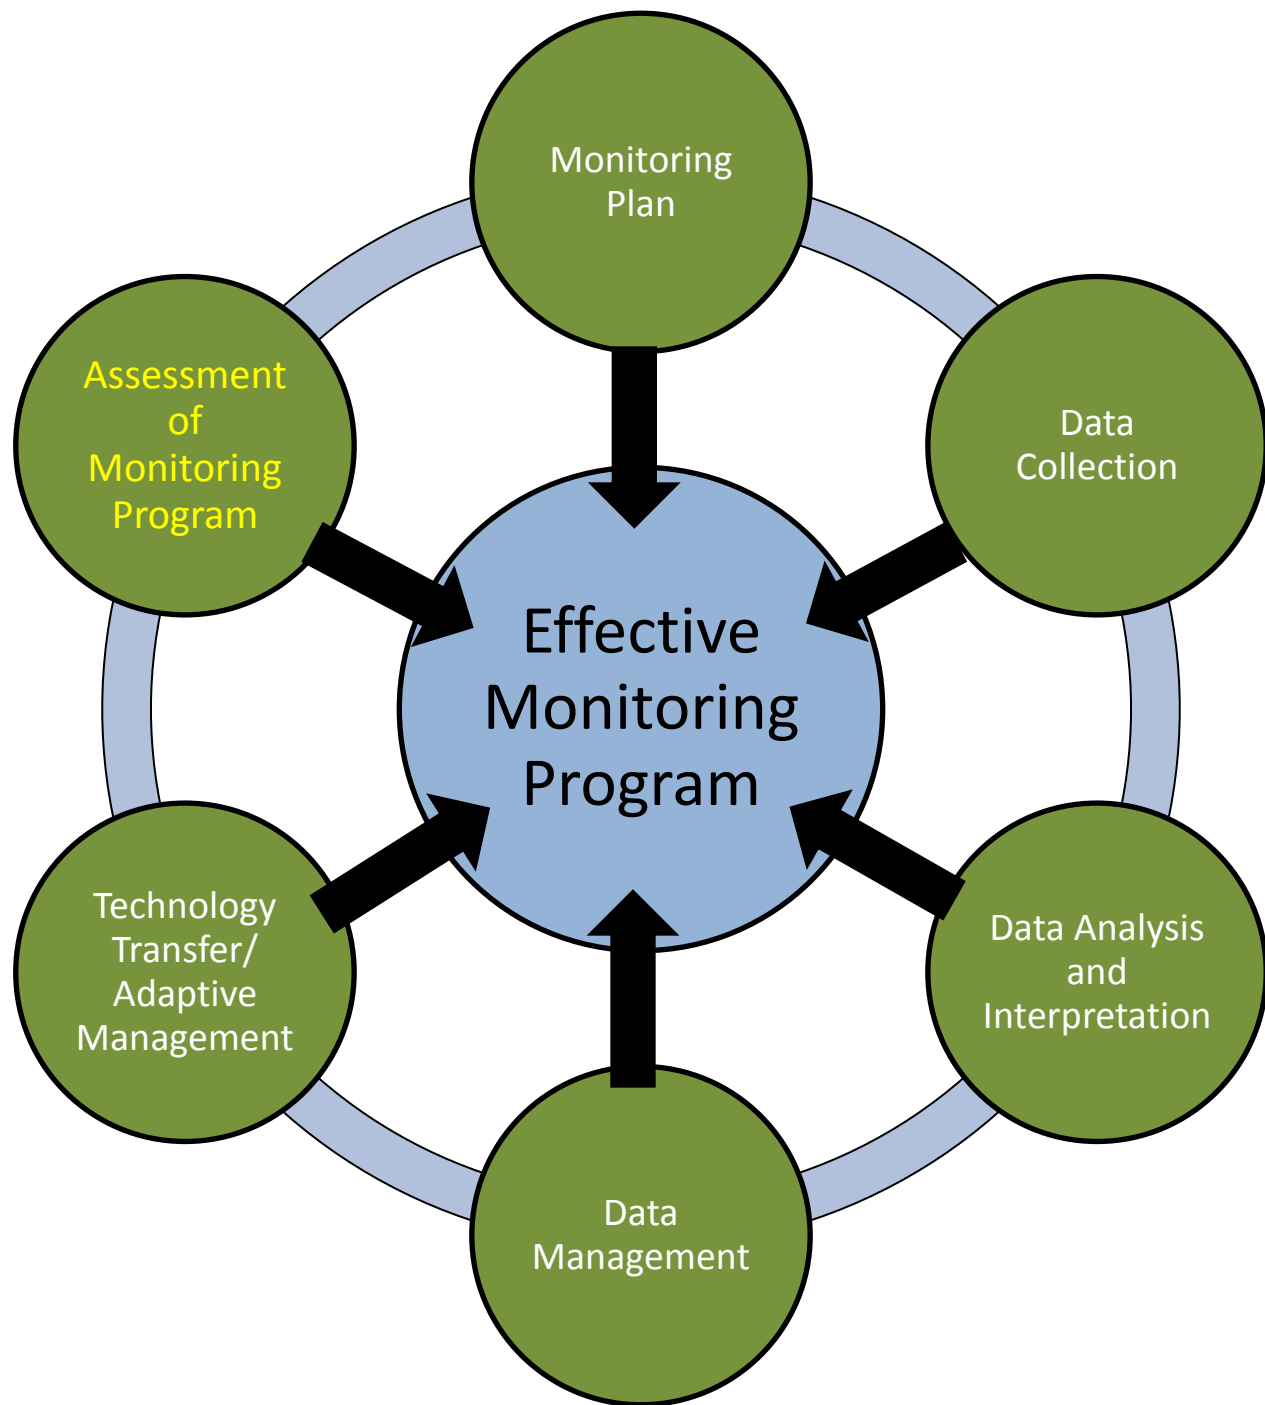 Monitoring
Plan
Assessment
of
Monitoring
Program
Data
Collection
Effective
Monitoring
Program
Technology
Transfer/
Adaptive
Management
Data Analysis
and
Interpretation
Data
Management